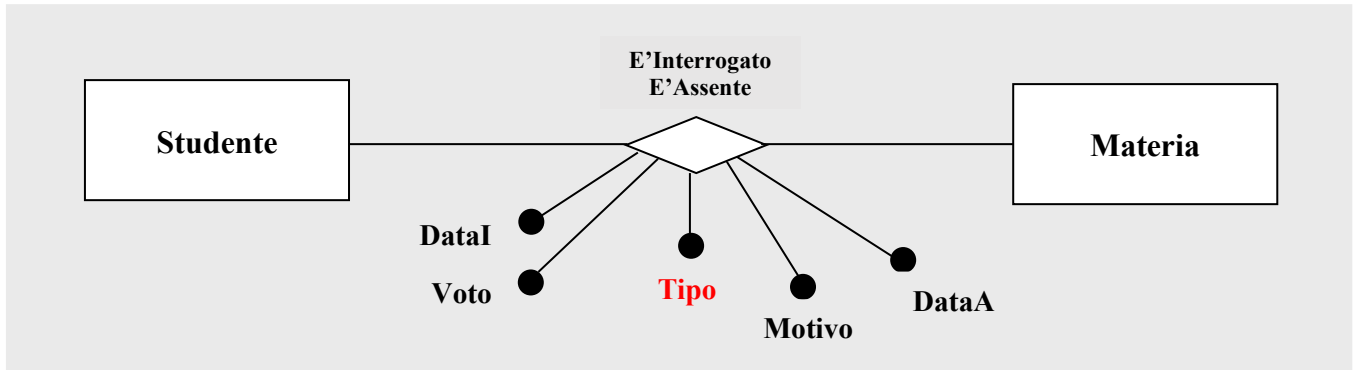 E’Interrogato
E’Assente
Studente
Materia
DataI
Voto
Tipo
Motivo
DataA